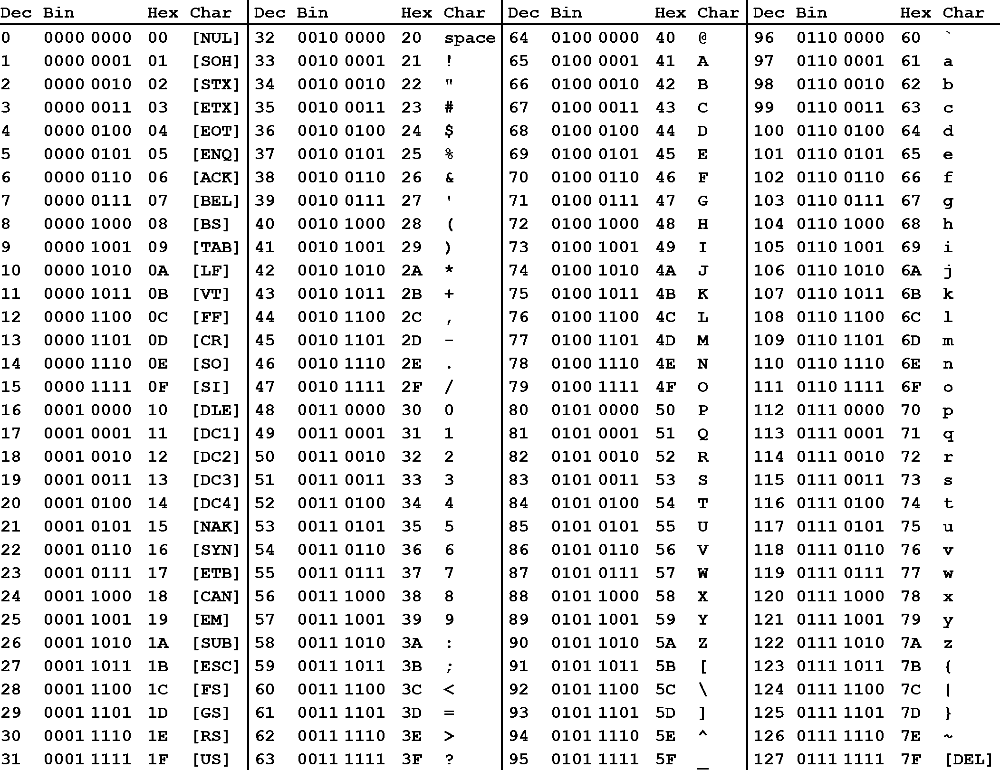 Dec Bin Hex Char Dec Bin Hex Char Dec Bin Hex Char Dec Bin Hex Char
0 0000 0000 00 [NUL] 32 0010 0000 20 space 64 0100 0000 40 @ 96 0110 0000 60 `
1 0000 0001 01 [SOH] 33 0010 0001 21 ! 65 0100 0001 41 A 97 0110 0001 61 a
2 0000 0010 02 [STX] 34 0010 0010 22 " 66 0100 0010 42 B 98 0110 0010 62 b
3 0000 0011 03 [ETX] 35 0010 0011 23 # 67 0100 0011 43 C 99 0110 0011 63 c
4 0000 0100 04 [EOT] 36 0010 0100 24 $ 68 0100 0100 44 D 100 0110 0100 64 d
5 0000 0101 05 [ENQ] 37 0010 0101 25 % 69 0100 0101 45 E 101 0110 0101 65 e
6 0000 0110 06 [ACK] 38 0010 0110 26 & 70 0100 0110 46 F 102 0110 0110 66 f
7 0000 0111 07 [BEL] 39 0010 0111 27 ' 71 0100 0111 47 G 103 0110 0111 67 g
8 0000 1000 08 [BS] 40 0010 1000 28 ( 72 0100 1000 48 H 104 0110 1000 68 h
9 0000 1001 09 [TAB] 41 0010 1001 29 ) 73 0100 1001 49 I 105 0110 1001 69 i
10 0000 1010 0A [LF] 42 0010 1010 2A * 74 0100 1010 4A J 106 0110 1010 6A j
11 0000 1011 0B [VT] 43 0010 1011 2B + 75 0100 1011 4B K 107 0110 1011 6B k
12 0000 1100 0C [FF] 44 0010 1100 2C , 76 0100 1100 4C L 108 0110 1100 6C l
13 0000 1101 0D [CR] 45 0010 1101 2D - 77 0100 1101 4D M 109 0110 1101 6D m
14 0000 1110 0E [SO] 46 0010 1110 2E . 78 0100 1110 4E N 110 0110 1110 6E n
15 0000 1111 0F [SI] 47 0010 1111 2F / 79 0100 1111 4F O 111 0110 1111 6F o
16 0001 0000 10 [DLE] 48 0011 0000 30 0 80 0101 0000 50 P 112 0111 0000 70 p
17 0001 0001 11 [DC1] 49 0011 0001 31 1 81 0101 0001 51 Q 113 0111 0001 71 q
18 0001 0010 12 [DC2] 50 0011 0010 32 2 82 0101 0010 52 R 114 0111 0010 72 r
19 0001 0011 13 [DC3] 51 0011 0011 33 3 83 0101 0011 53 S 115 0111 0011 73 s
20 0001 0100 14 [DC4] 52 0011 0100 34 4 84 0101 0100 54 T 116 0111 0100 74 t
21 0001 0101 15 [NAK] 53 0011 0101 35 5 85 0101 0101 55 U 117 0111 0101 75 u
22 0001 0110 16 [SYN] 54 0011 0110 36 6 86 0101 0110 56 V 118 0111 0110 76 v
23 0001 0111 17 [ETB] 55 0011 0111 37 7 87 0101 0111 57 W 119 0111 0111 77 w
24 0001 1000 18 [CAN] 56 0011 1000 38 8 88 0101 1000 58 X 120 0111 1000 78 x
25 0001 1001 19 [EM] 57 0011 1001 39 9 89 0101 1001 59 Y 121 0111 1001 79 y
26 0001 1010 1A [SUB] 58 0011 1010 3A : 90 0101 1010 5A Z 122 0111 1010 7A z
27 0001 1011 1B [ESC] 59 0011 1011 3B ; 91 0101 1011 5B [ 123 0111 1011 7B {
28 0001 1100 1C [FS] 60 0011 1100 3C < 92 0101 1100 5C \ 124 0111 1100 7C |
29 0001 1101 1D [GS] 61 0011 1101 3D = 93 0101 1101 5D ] 125 0111 1101 7D }
30 0001 1110 1E [RS] 62 0011 1110 3E > 94 0101 1110 5E ^ 126 0111 1110 7E ~
31 0001 1111 1F [US] 63 0011 1111 3F ? 95 0101 1111 5F _ 127 0111 1111 7F [DEL]